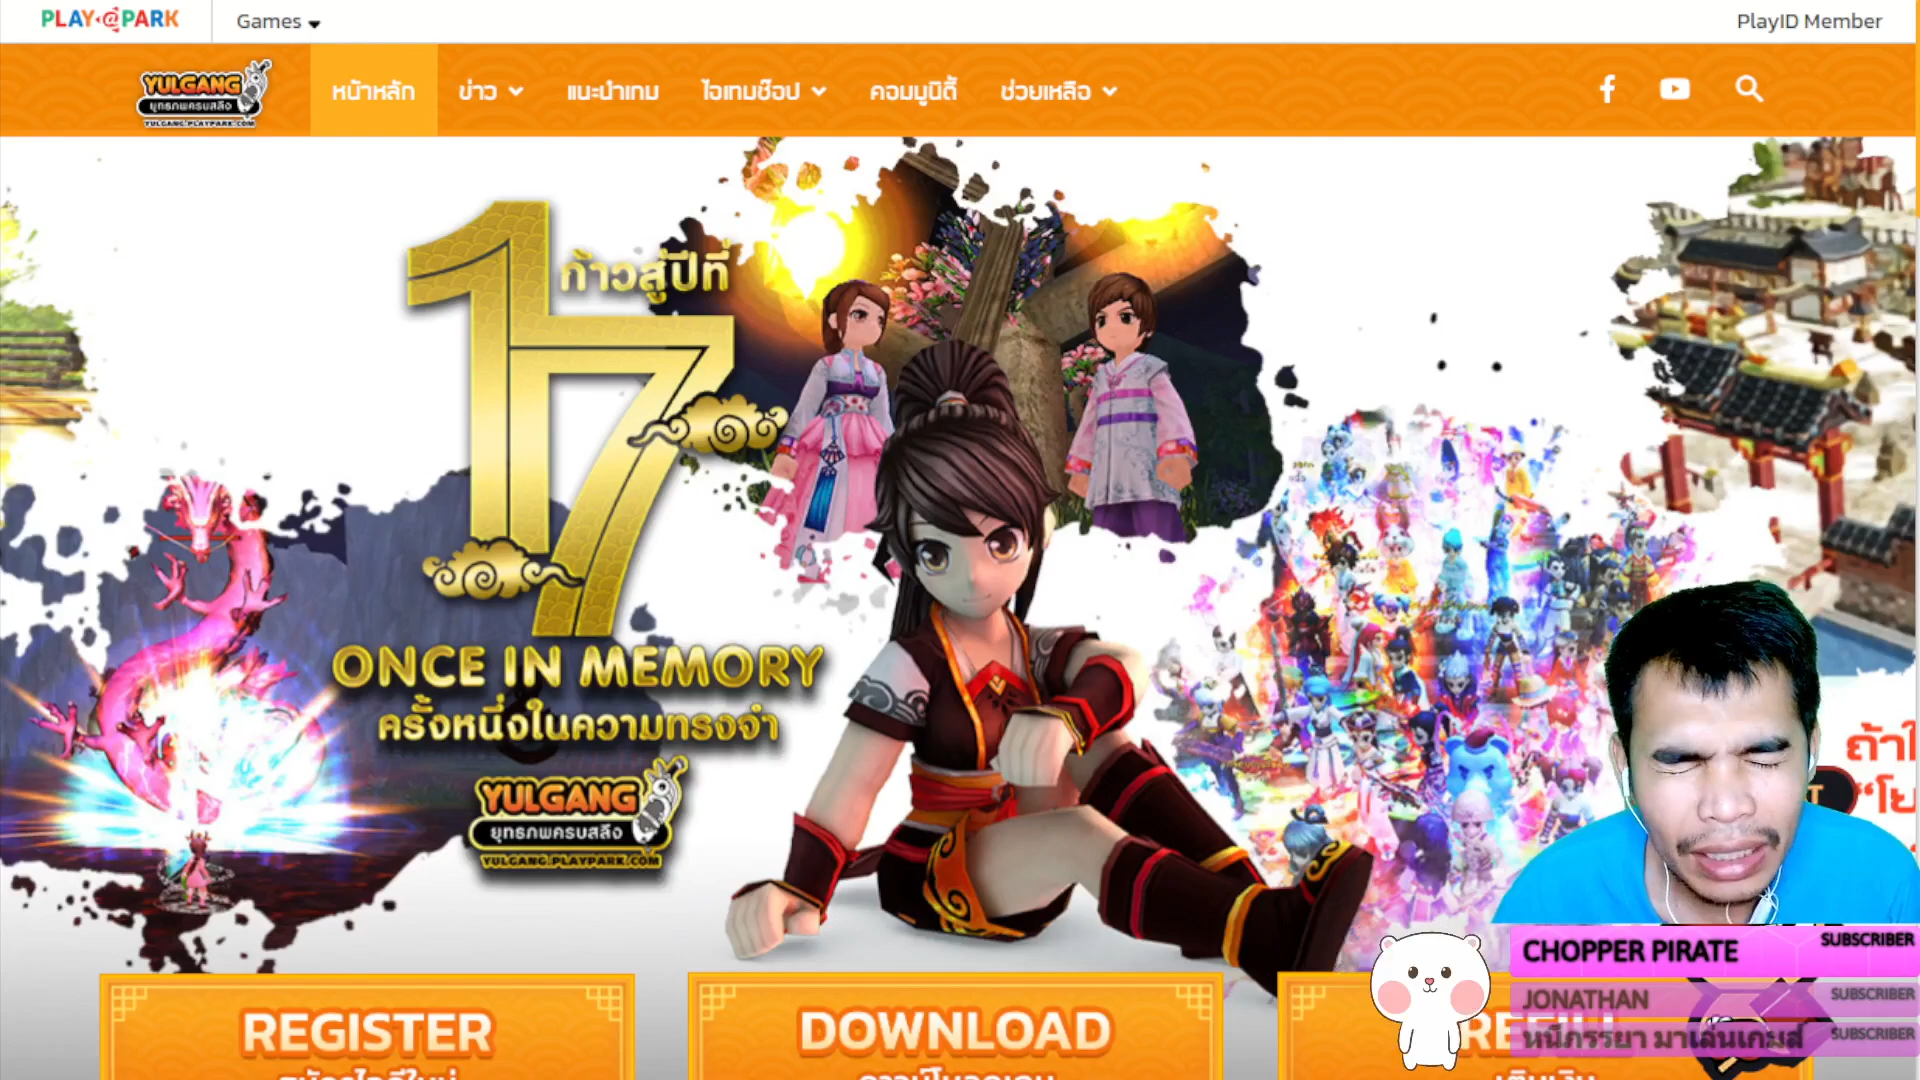 PLAY@PARK
Games
PlayID Member
YULGANG
ยุทธภพครบสลึง
YULGANG.PLAYPARK.COM
หน้าหลัก
ข่าว
แนะนำเกม
ไอเทมช็อป
คอมมูนิตี้
ช่วยเหลือ
17
ก้าวสู่ปีที่
ONCE IN MEMORY
ครั้งหนึ่งในความทรงจำ
YULGANG
ยุทธภพครบสลึง
YULGANG.PLAYPARK.COM
CHOPPER PIRATE
SUBSCRIBER
JONATHAN
SUBSCRIBER
หนีภรรยา มาเล่นเกมส์
SUBSCRIBER
REGISTER
DOWNLOAD
REFILL